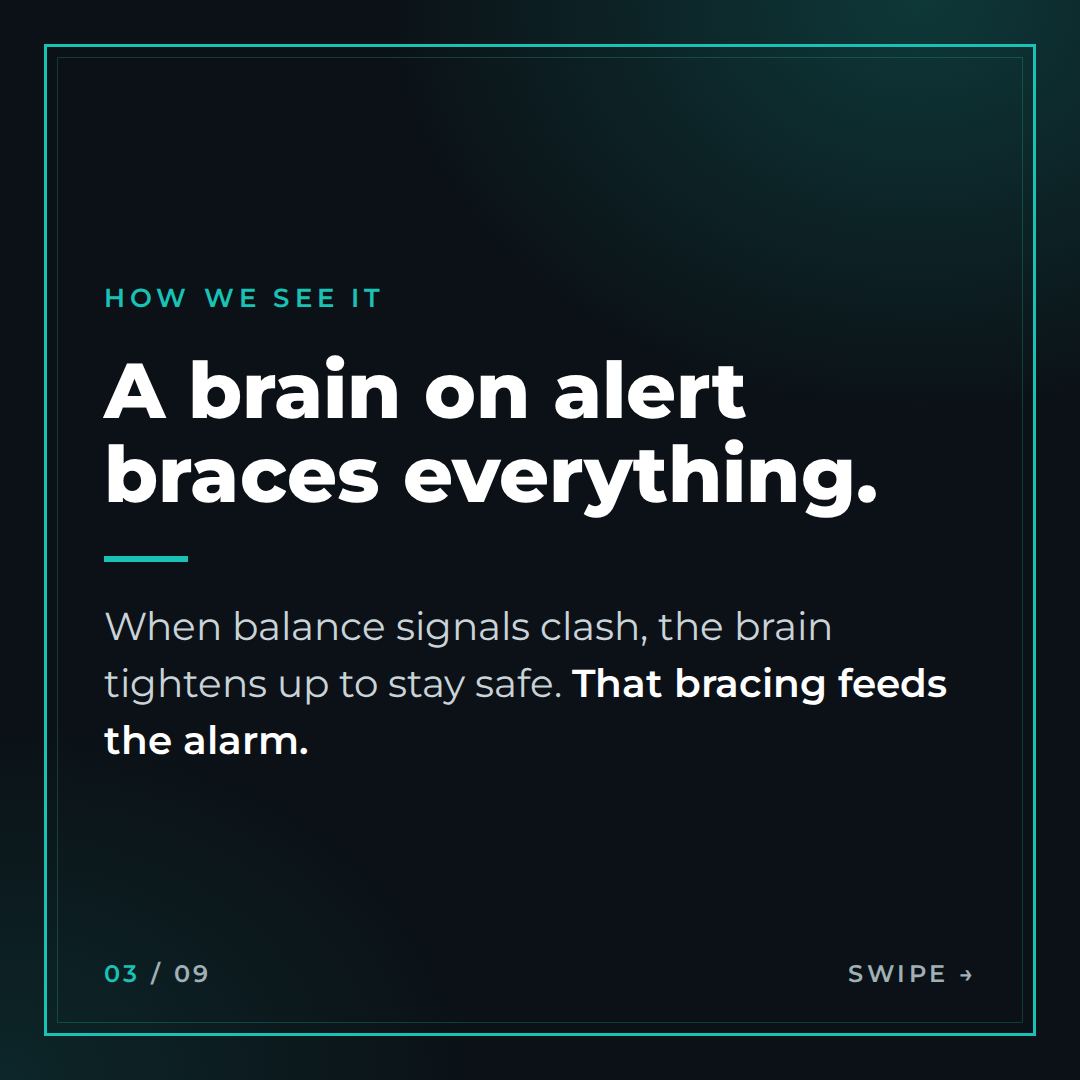 HOW WE SEE IT
A brain on alert
braces everything.
When balance signals clash, the brain
tightens up to stay safe. That bracing feeds
the alarm.
03 / 09
SWIPE →